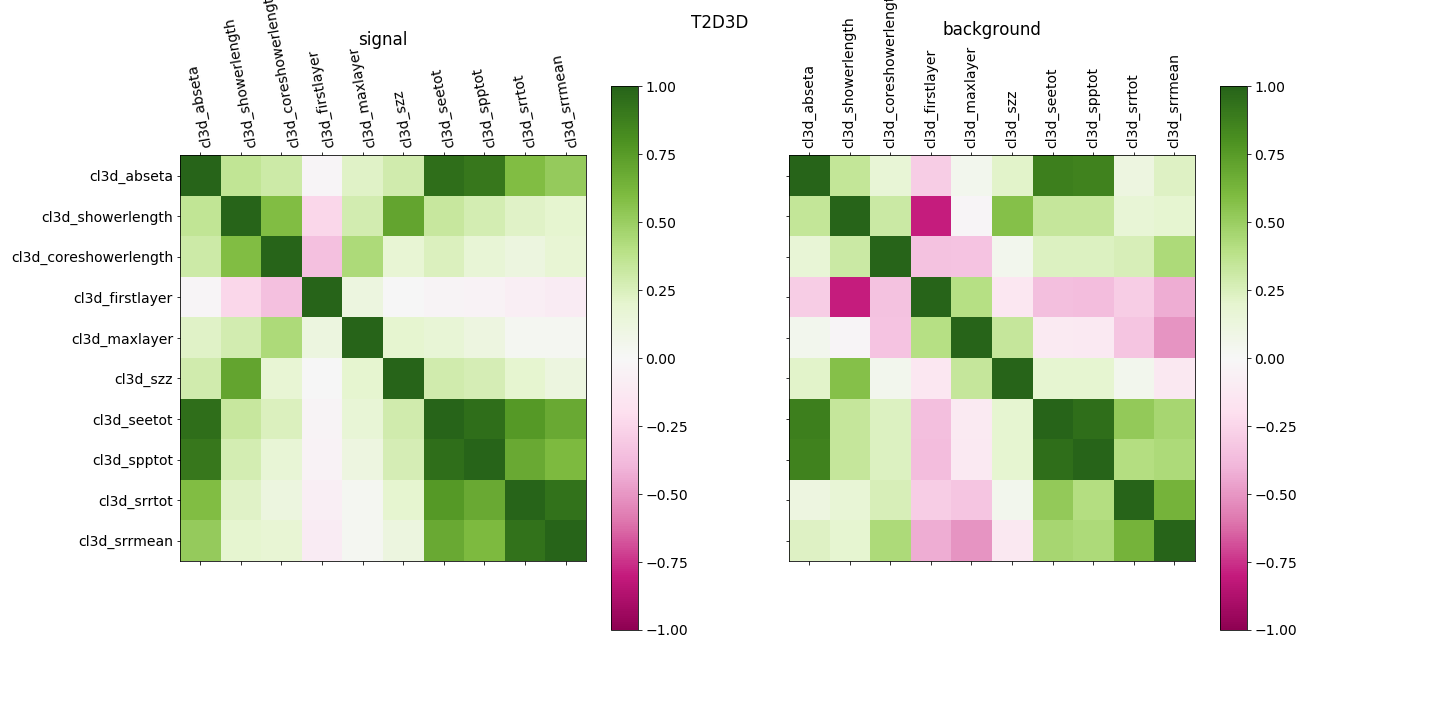 T2D3D
signal
cl3d_abseta
cl3d_showerlength
cl3d_coreshowerlength
cl3d_firstlayer
cl3d_maxlayer
cl3d_szz
cl3d_seetot
cl3d_spptot
cl3d_srrtot
cl3d_srrmean
cl3d_abseta
cl3d_showerlength
cl3d_coreshowerlength
cl3d_firstlayer
cl3d_maxlayer
cl3d_szz
cl3d_seetot
cl3d_spptot
cl3d_srrtot
cl3d_srrmean
1.00
0.75
0.50
0.25
0.00
−0.25
−0.50
−0.75
−1.00
background
cl3d_abseta
cl3d_showerlength
cl3d_coreshowerlength
cl3d_firstlayer
cl3d_maxlayer
cl3d_szz
cl3d_seetot
cl3d_spptot
cl3d_srrtot
cl3d_srrmean
1.00
0.75
0.50
0.25
0.00
−0.25
−0.50
−0.75
−1.00